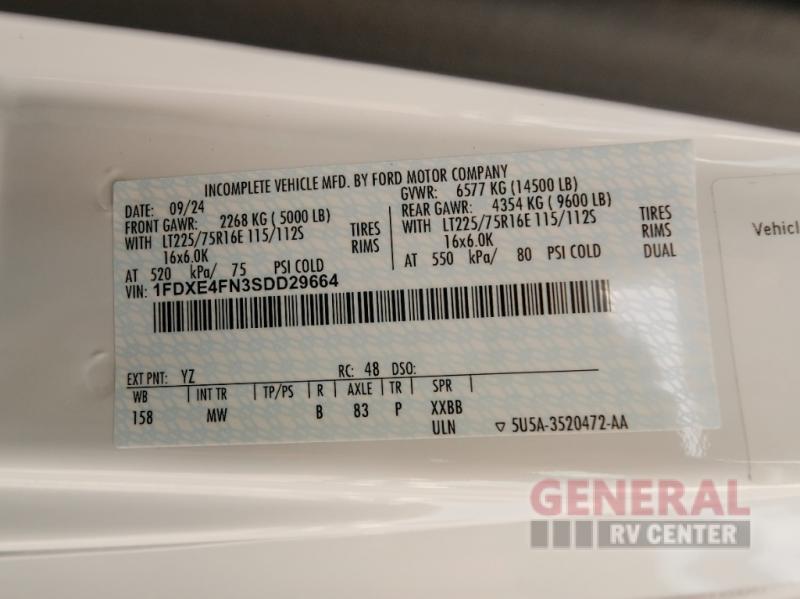 INCOMPLETE VEHICLE MFD. BY FORD MOTOR COMPANY
DATE: 09/24 GVWR: 6577 KG (14500 LB)
FRONT GAWR: 2268 KG ( 5000 LB) REAR GAWR: 4354 KG ( 9600 LB)
WITH LT225/75R16E 115/112S TIRES WITH LT225/75R16E 115/112S TIRES
16x6.0K RIMS 16x6.0K RIMS
AT 520 kPa/ 75 PSI COLD AT 550 kPa/ 80 PSI COLD DUAL
VIN: 1FDXE4FN3SDD29664
EXT PNT: YZ RC: 48 DSO:
WB INT TR TP/PS R AXLE TR SPR
158 MW B 83 P XXBB
ULN ▽ 5U5A-3520472-AA
Vehicl
GENERAL
RV CENTER